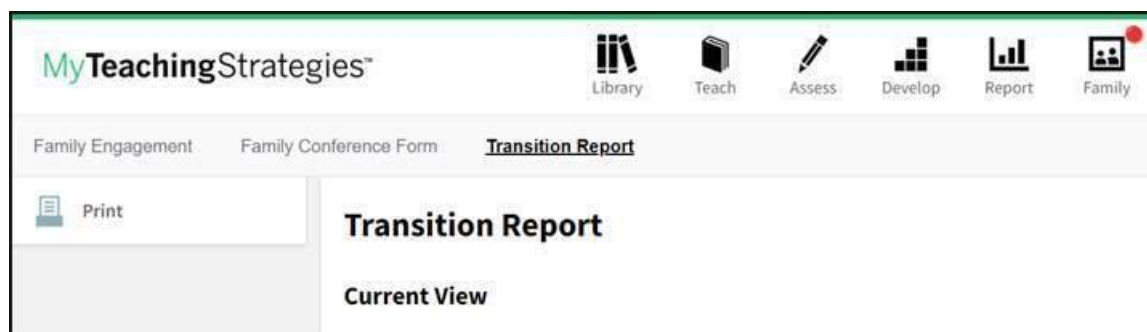 MyTeachingStrategies™
Library Teach Assess Develop Report Family
Family Engagement Family Conference Form Transition Report
Print
Transition Report
Current View